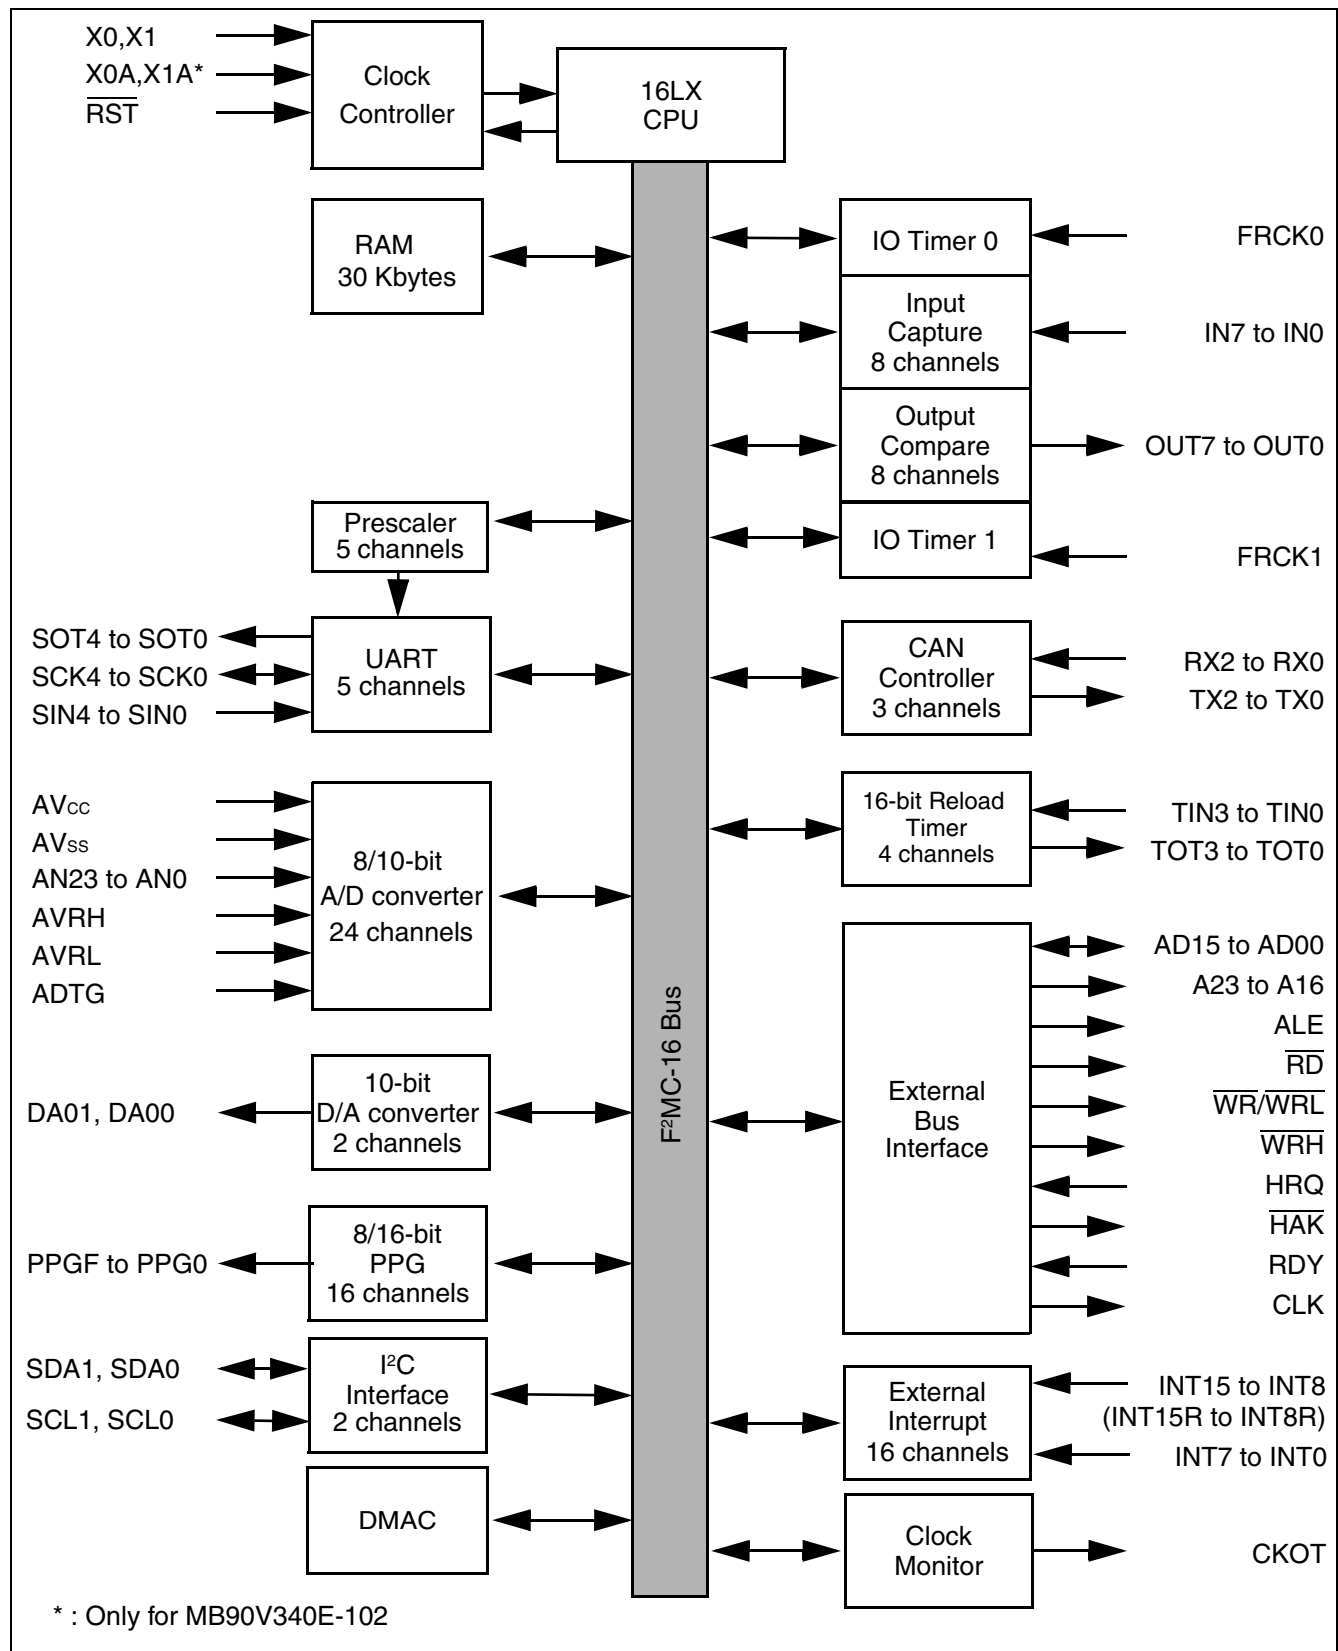 X0,X1
X0A,X1A*
RST
Clock
Controller
16LX
CPU
RAM
30 Kbytes
Prescaler
5 channels
SOT4 to SOT0
SCK4 to SCK0
SIN4 to SIN0
UART
5 channels
AVcc
AVss
AN23 to AN0
AVRH
AVRL
ADTG
8/10-bit
A/D converter
24 channels
DA01, DA00
10-bit
D/A converter
2 channels
PPGF to PPG0
8/16-bit
PPG
16 channels
SDA1, SDA0
SCL1, SCL0
I²C
Interface
2 channels
DMAC
F²MC-16 Bus
IO Timer 0
FRCK0
Input
Capture
8 channels
IN7 to IN0
Output
Compare
8 channels
OUT7 to OUT0
IO Timer 1
FRCK1
CAN
Controller
3 channels
RX2 to RX0
TX2 to TX0
16-bit Reload
Timer
4 channels
TIN3 to TIN0
TOT3 to TOT0
External
Bus
Interface
AD15 to AD00
A23 to A16
ALE
RD
WR/WRL
WRH
HRQ
HAK
RDY
CLK
External
Interrupt
16 channels
INT15 to INT8
(INT15R to INT8R)
INT7 to INT0
Clock
Monitor
CKOT
* : Only for MB90V340E-102